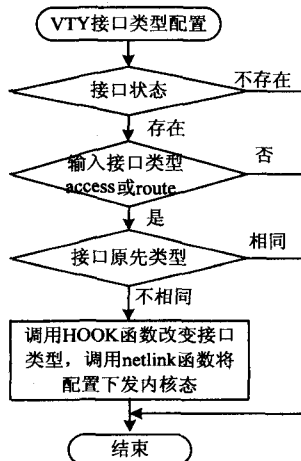 VTY接口类型配置
接口状态
不存在
存在
输入接口类型
access或route
否
是
接口原先类型
相同
不相同
调用HOOK函数改变接口
类型，调用netlink函数将
配置下发内核态
结束